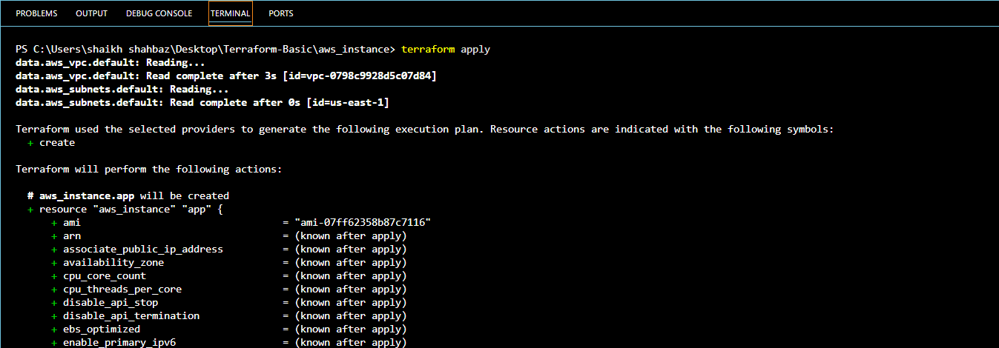 PROBLEMS OUTPUT DEBUG CONSOLE TERMINAL PORTS
PS C:\Users\shaikh shahbaz\Desktop\Terraform-Basic\aws_instance> terraform apply
data.aws_vpc.default: Reading...
data.aws_vpc.default: Read complete after 3s [id=vpc-0798c9928d5c07d84]
data.aws_subnets.default: Reading...
data.aws_subnets.default: Read complete after 0s [id=us-east-1]
Terraform used the selected providers to generate the following execution plan. Resource actions are indicated with the following symbols:
+ create
Terraform will perform the following actions:
# aws_instance.app will be created
+ resource "aws_instance" "app" {
+ ami = "ami-07ff62358b87c7116"
+ arn = (known after apply)
+ associate_public_ip_address = (known after apply)
+ availability_zone = (known after apply)
+ cpu_core_count = (known after apply)
+ cpu_threads_per_core = (known after apply)
+ disable_api_stop = (known after apply)
+ disable_api_termination = (known after apply)
+ ebs_optimized = (known after apply)
+ enable_primary_ipv6 = (known after apply)